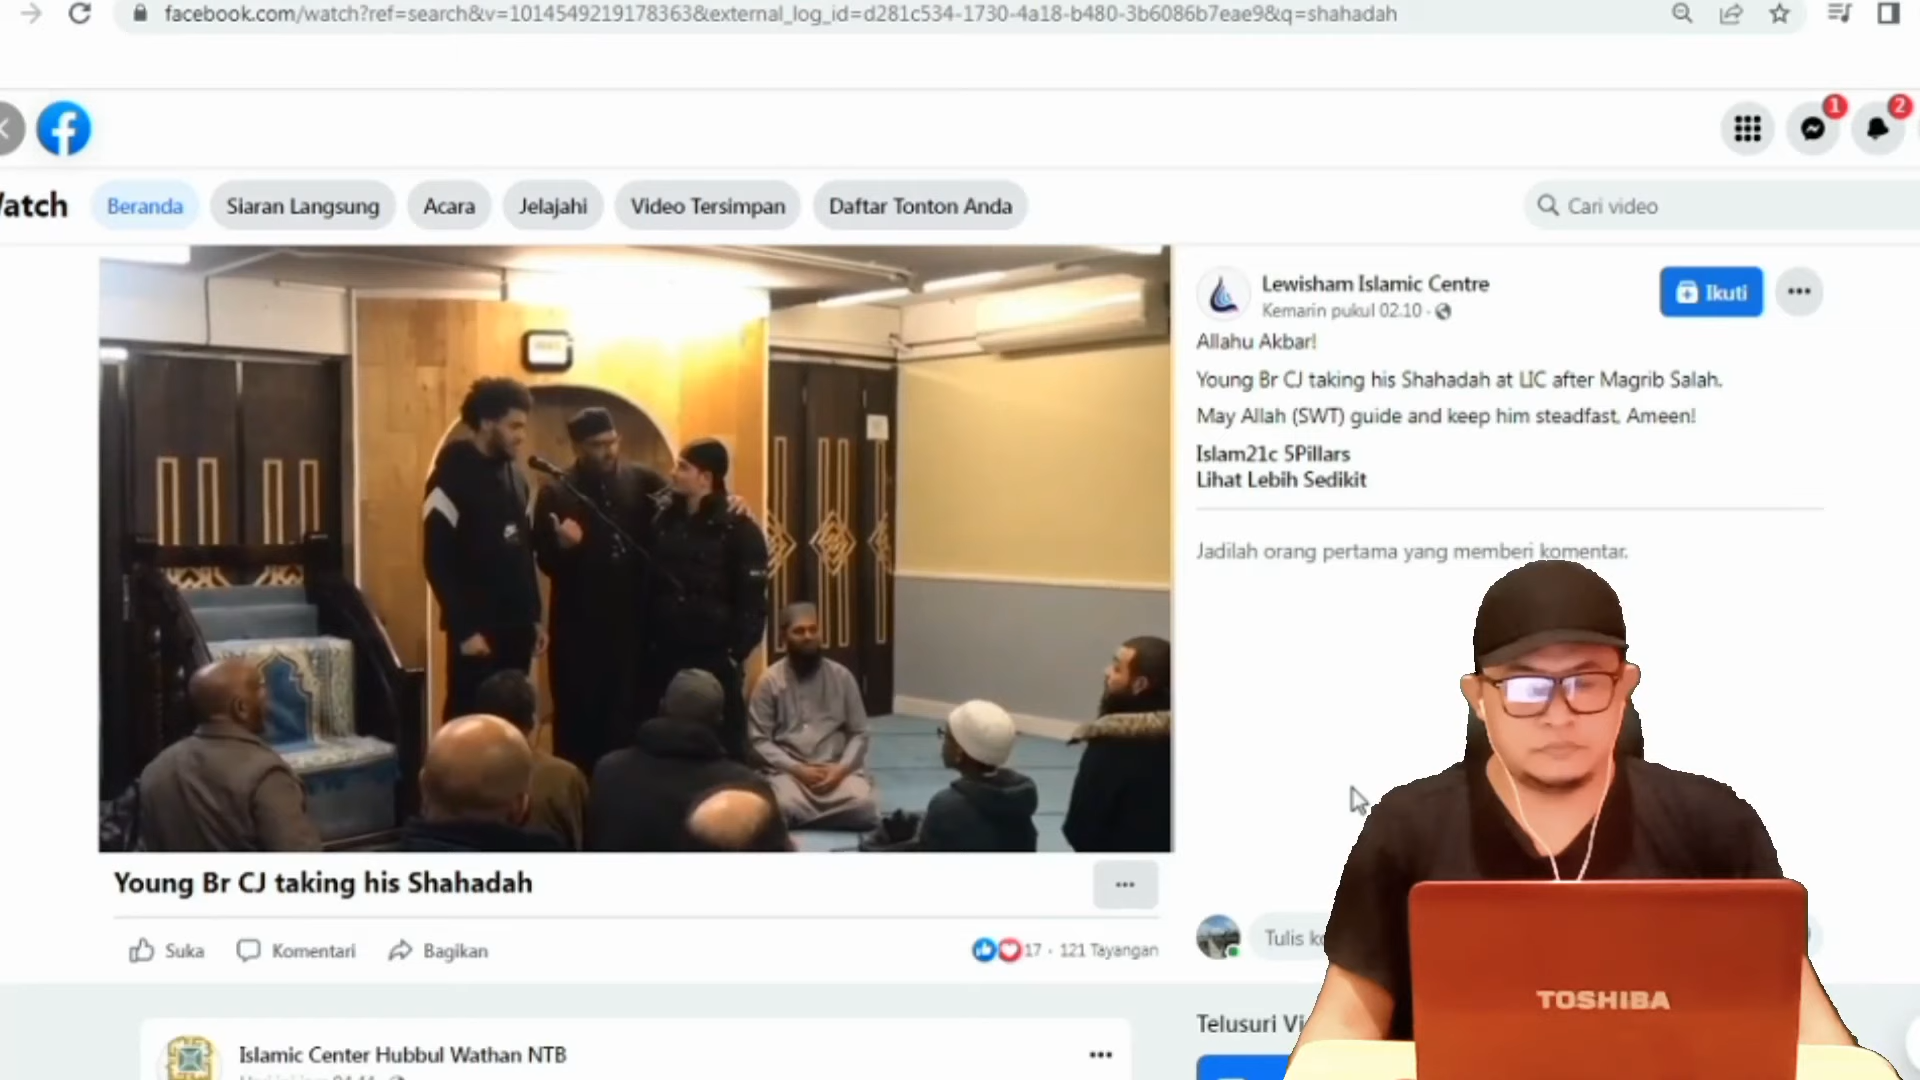 facebook.com/watch?ref=search&v=1014549219178363&external_log_id=d281c534-1730-4a18-b480-3b6086b7eae9&q=shahadah
1
2
Beranda
Siaran Langsung
Acara
Jelajahi
Video Tersimpan
Daftar Tonton Anda
Cari video
Lewisham Islamic Centre
Kemarin pukul 02.10
Ikuti
Allahu Akbar!
Young Br CJ taking his Shahadah at LIC after Magrib Salah.
May Allah (SWT) guide and keep him steadfast. Ameen!
Islam21c 5Pillars
Lihat Lebih Sedikit
Jadilah orang pertama yang memberi komentar.
Young Br CJ taking his Shahadah
Suka
Komentari
Bagikan
17 · 121 Tayangan
Tulis
Telusuri
TOSHIBA
Islamic Center Hubbul Wathan NTB